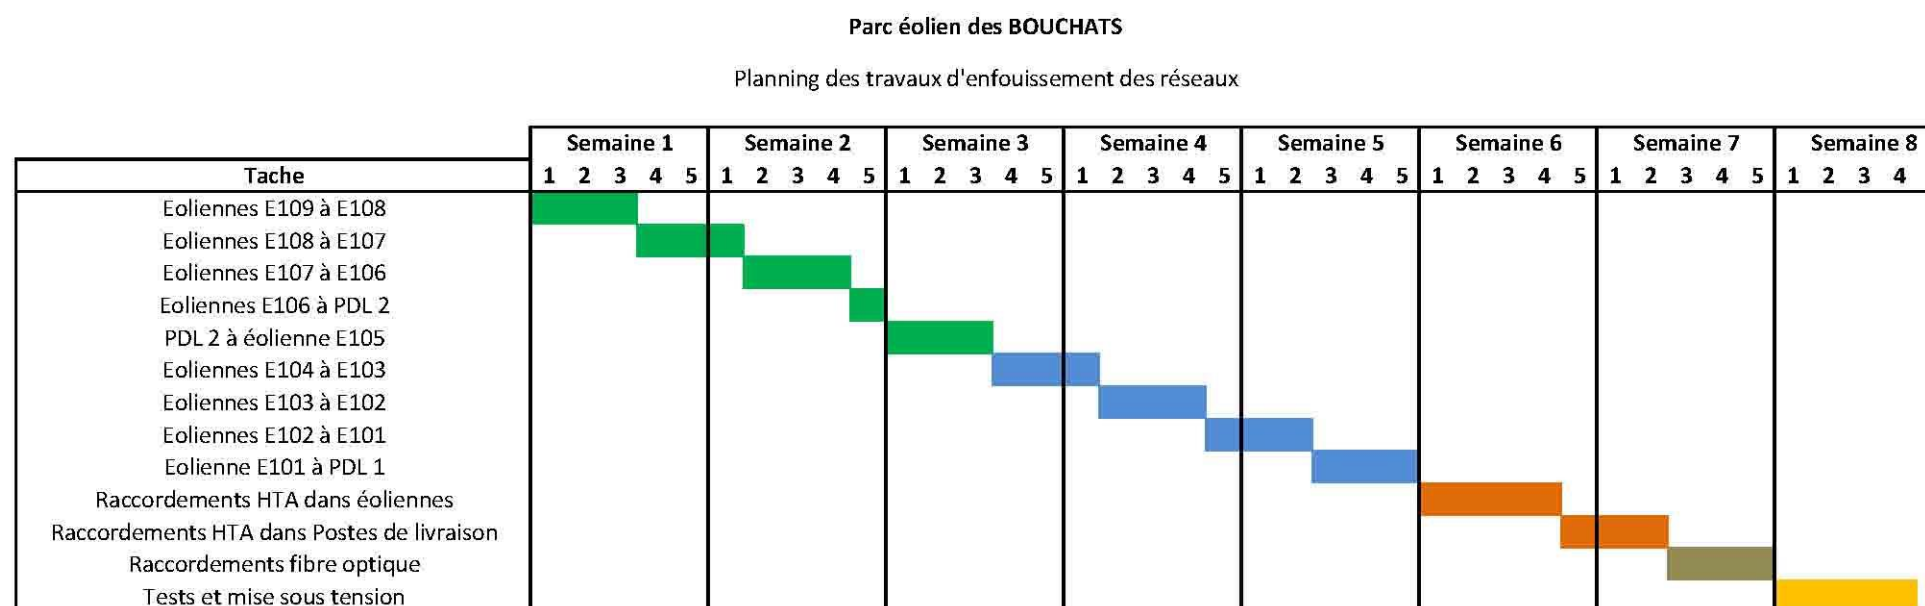 Parc éolien des BOUCHATS
Planning des travaux d'enfouissement des réseaux
Semaine 1 Semaine 2 Semaine 3 Semaine 4 Semaine 5 Semaine 6 Semaine 7 Semaine 8
Tache 1 2 3 4 5 1 2 3 4 5 1 2 3 4 5 1 2 3 4 5 1 2 3 4 5 1 2 3 4 5 1 2 3 4 5 1 2 3 4
Eoliennes E109 à E108
Eoliennes E108 à E107
Eoliennes E107 à E106
Eoliennes E106 à PDL 2
PDL 2 à éolienne E105
Eoliennes E104 à E103
Eoliennes E103 à E102
Eoliennes E102 à E101
Eolienne E101 à PDL 1
Raccordements HTA dans éoliennes
Raccordements HTA dans Postes de livraison
Raccordements fibre optique
Tests et mise sous tension